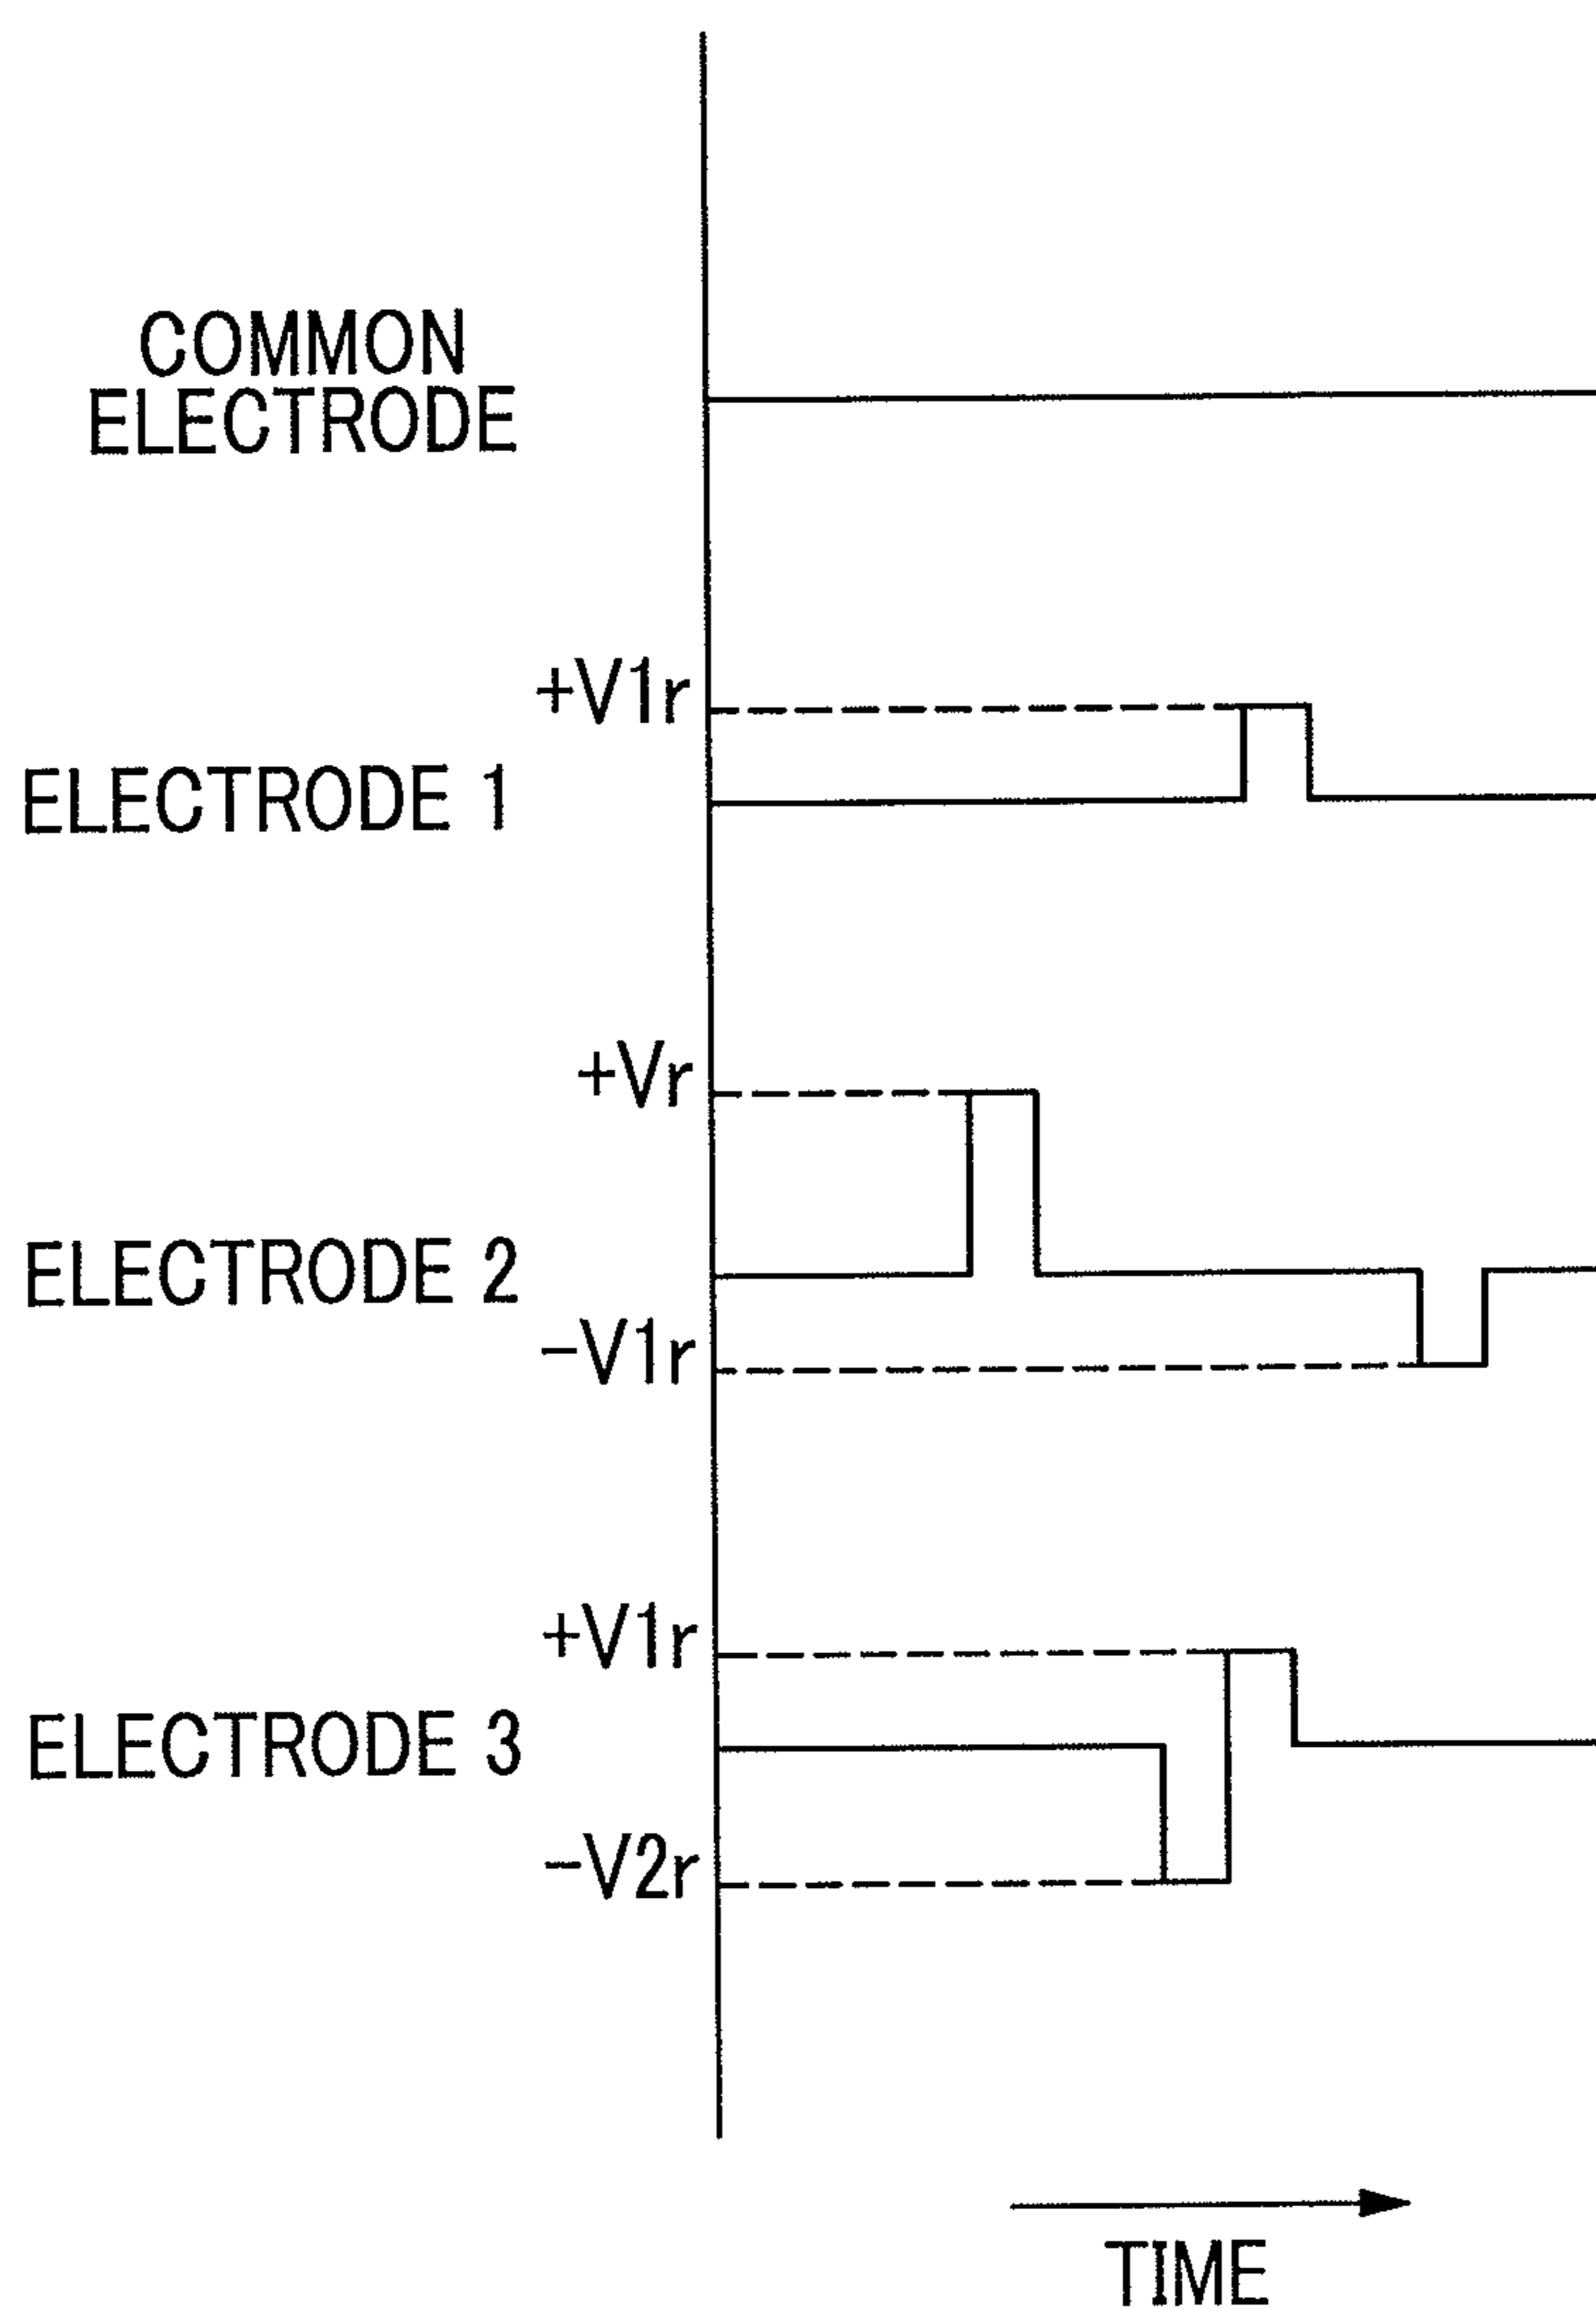 COMMON
ELECTRODE
+V1r
ELECTRODE 1
+Vr
ELECTRODE 2
-V1r
+V1r
ELECTRODE 3
-V2r
TIME